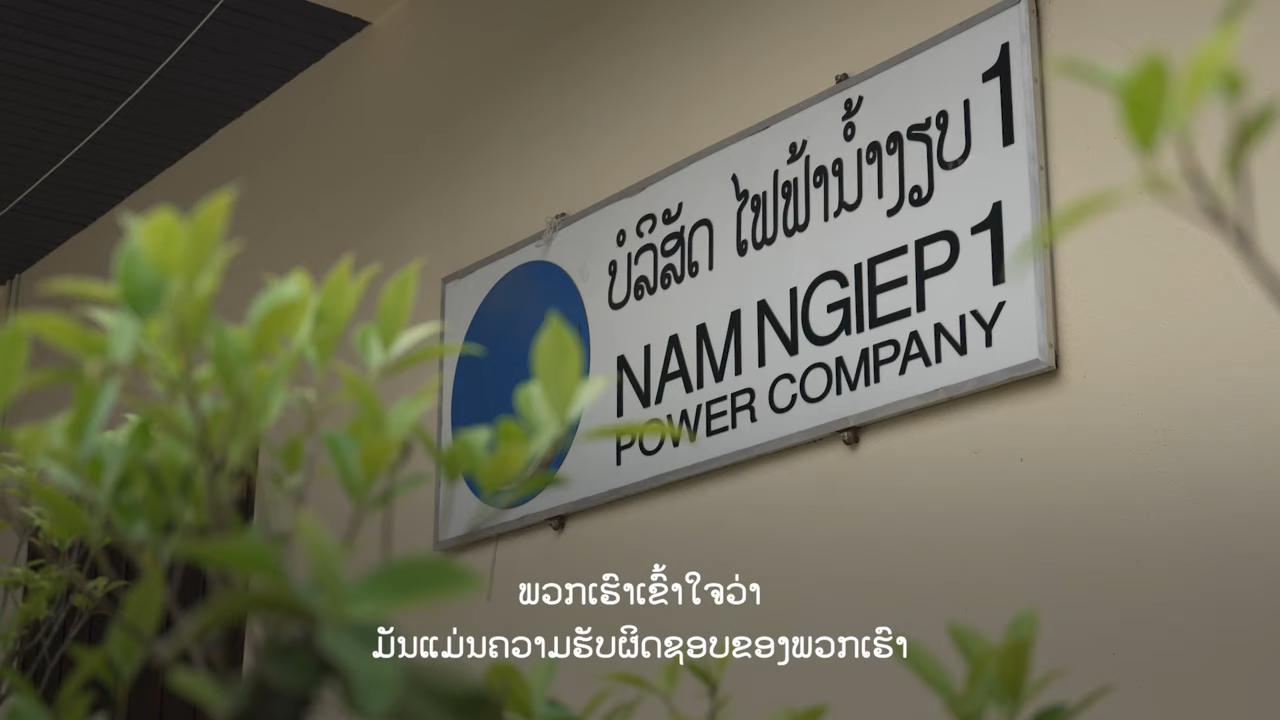 ບໍລິສັດ ໄຟຟ້ານ້ຳງຽບ 1
NAM NGIEP 1
POWER COMPANY
ພວກເຮົາເຂົ້າໃຈວ່າ
ມັນແມ່ນຄວາມຮັບຜິດຊອບຂອງພວກເຮົາ